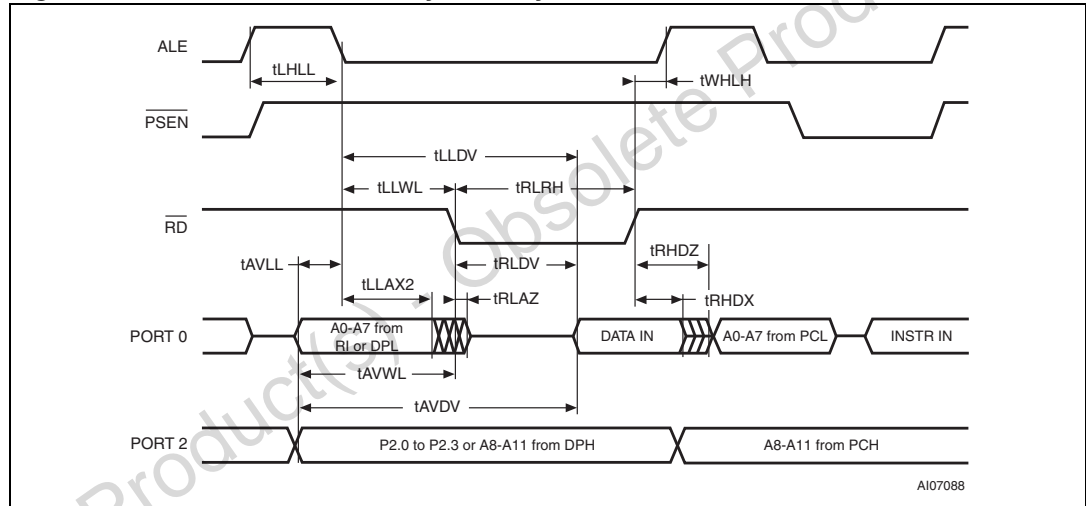 ALE
tLHLL
tWHLH
PSEN
tLLDV
tLLWL
tRLRH
RD
tAVLL
tRLDV
tRHDZ
tLLAX2
tRLAZ
tRHDX
PORT 0
A0-A7 from
RI or DPL
DATA IN
A0-A7 from PCL
INSTR IN
tAVWL
tAVDV
PORT 2
P2.0 to P2.3 or A8-A11 from DPH
A8-A11 from PCH
AI07088
Product(s) - Obsolete Product(s)